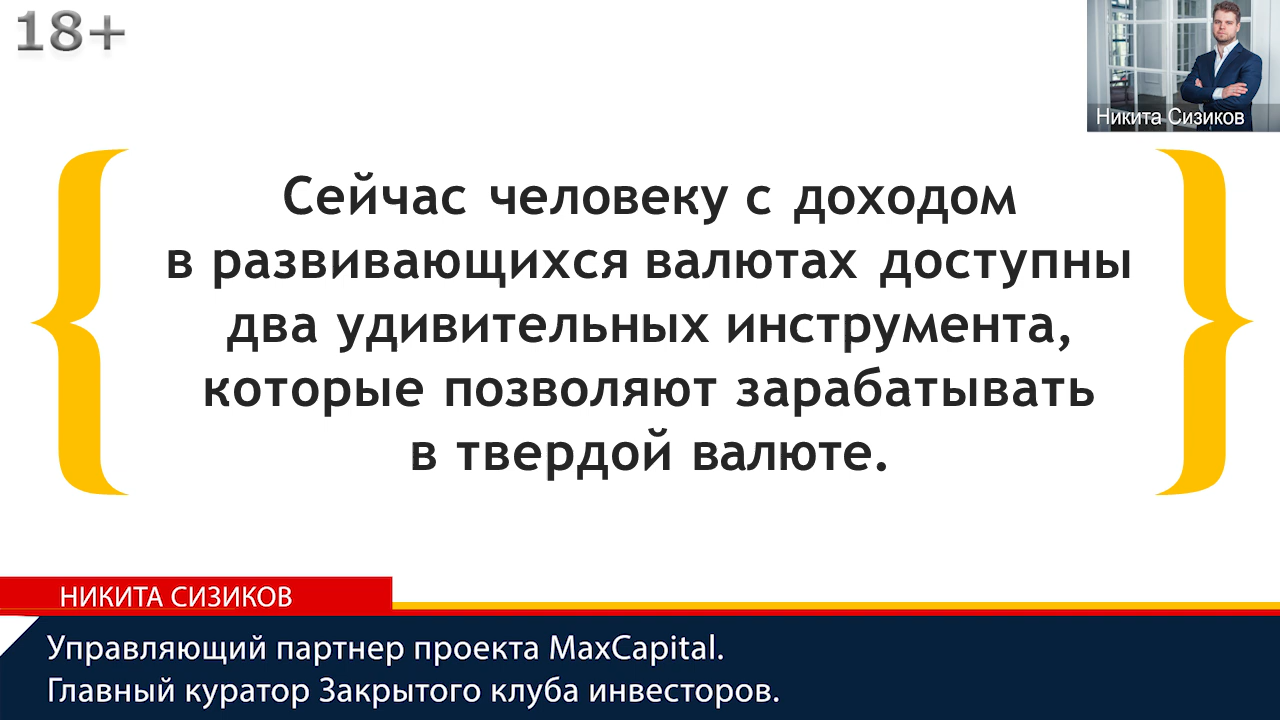 18+
Никита Сизиков
Сейчас человеку с доходом
в развивающихся валютах доступны
два удивительных инструмента,
которые позволяют зарабатывать
в твердой валюте.
НИКИТА СИЗИКОВ
Управляющий партнер проекта MaxCapital.
Главный куратор Закрытого клуба инвесторов.